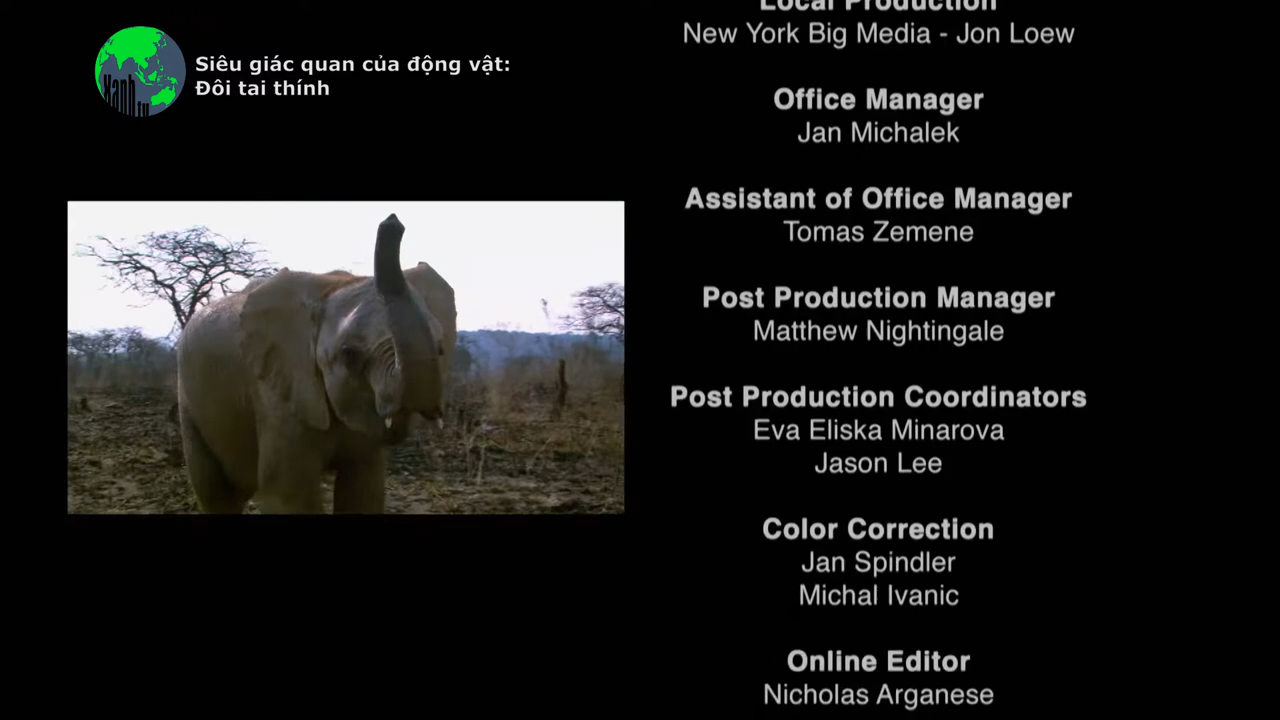 Xanh.tv
Siêu giác quan của động vật:
Đôi tai thính
Local Production
New York Big Media - Jon Loew
Office Manager
Jan Michalek
Assistant of Office Manager
Tomas Zemene
Post Production Manager
Matthew Nightingale
Post Production Coordinators
Eva Eliska Minarova
Jason Lee
Color Correction
Jan Spindler
Michal Ivanic
Online Editor
Nicholas Arganese